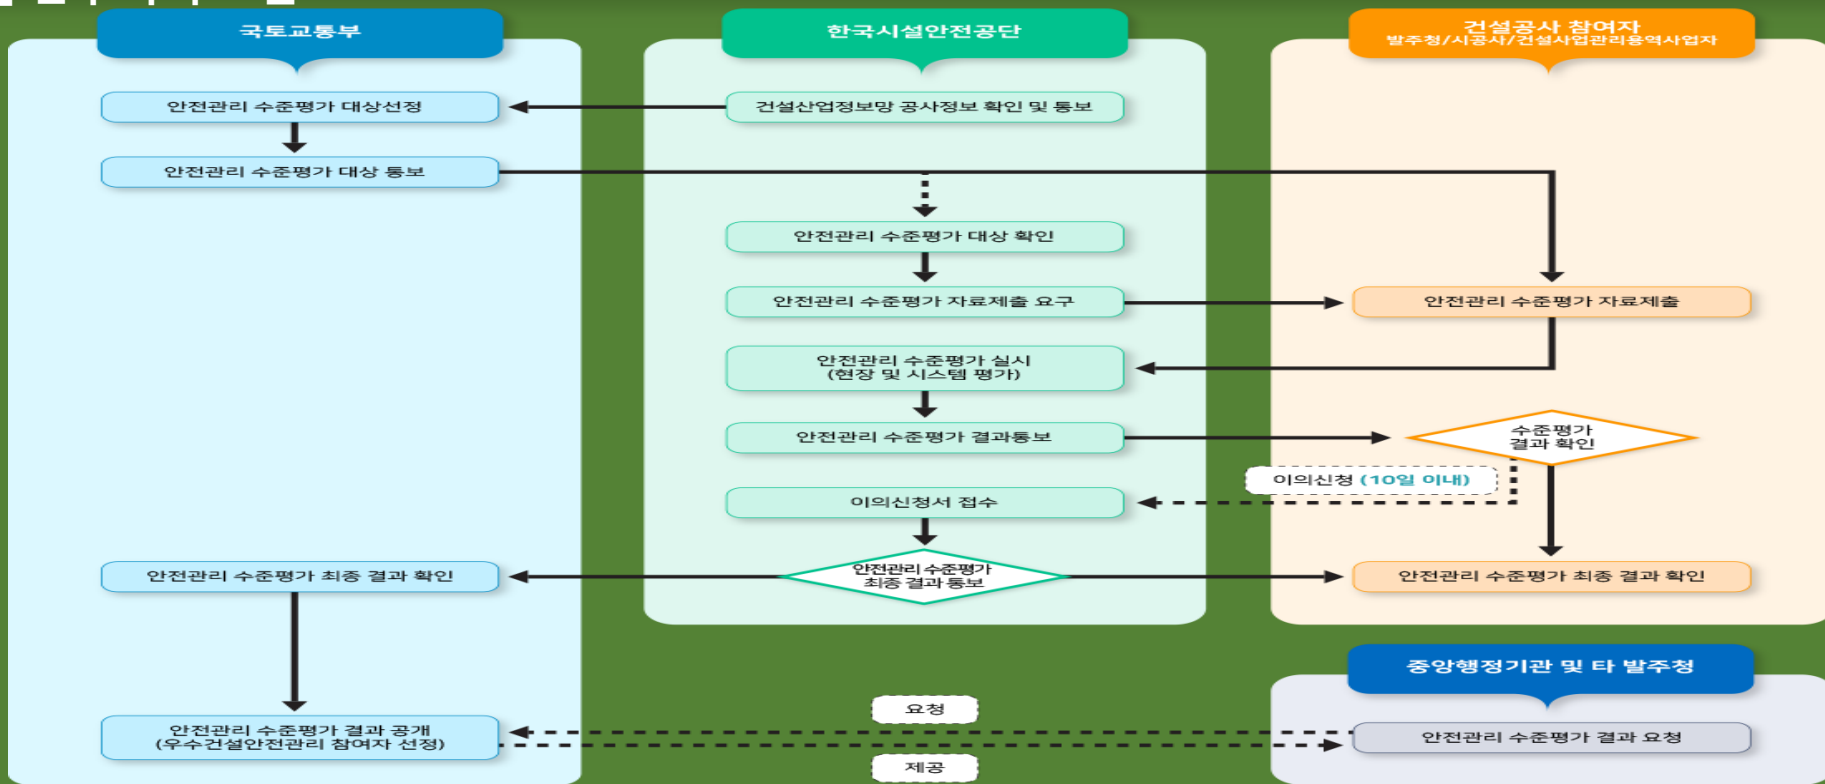 국토교통부
한국시설안전공단
건설공사 참여자
발주청/시공사/건설사업관리용역사업자
안전관리 수준평가 대상선정
건설산업정보망 공사정보 확인 및 통보
안전관리 수준평가 대상 통보
안전관리 수준평가 대상 확인
안전관리 수준평가 자료제출 요구
안전관리 수준평가 자료제출
안전관리 수준평가 실시
(현장 및 시스템 평가)
안전관리 수준평가 결과통보
수준평가
결과 확인
이의신청 (10일 이내)
이의신청서 접수
안전관리 수준평가 최종 결과 확인
안전관리 수준평가
최종 결과 통보
안전관리 수준평가 최종 결과 확인
중앙행정기관 및 타 발주청
요청
안전관리 수준평가 결과 공개
(우수건설안전관리 참여자 선정)
안전관리 수준평가 결과 요청
제공